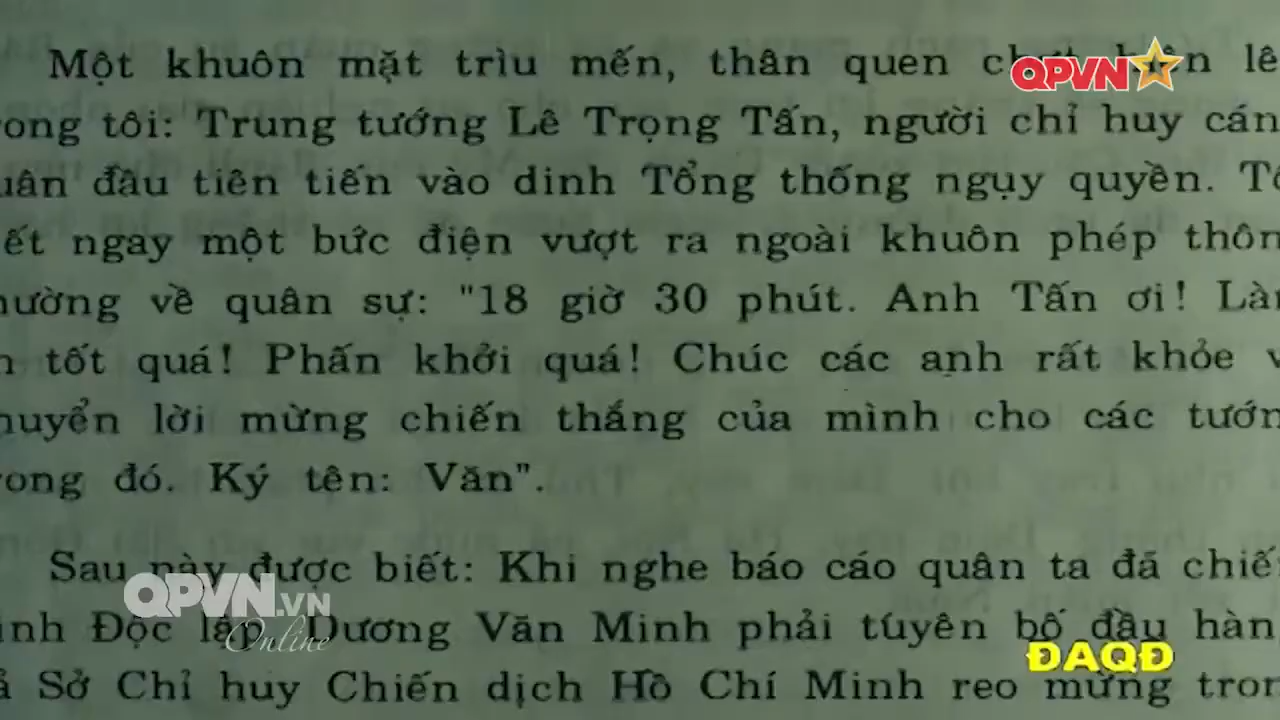 Một khuôn mặt trìu mến, thân quen lê
rong tôi: Trung tướng Lê Trọng Tấn, người chỉ huy cán
uân đầu tiên tiến vào dinh Tổng thống ngụy quyền. Tô
ết ngay một bức điện vượt ra ngoài khuôn phép thôn
hường về quân sự: "18 giờ 30 phút. Anh Tấn ơi! Làn
n tốt quá! Phấn khởi quá! Chúc các anh rất khỏe v
huyển lời mừng chiến thắng của mình cho các tướn
rong đó. Ký tên: Văn".
Sau này được biết: Khi nghe báo cáo quân ta đã chiế
inh Độc lập, Dương Văn Minh phải tuyên bố đầu hàn
ả Sở Chỉ huy Chiến dịch Hồ Chí Minh reo mừng tron
QPVN
QPVN.VN
Online
ĐAQĐ